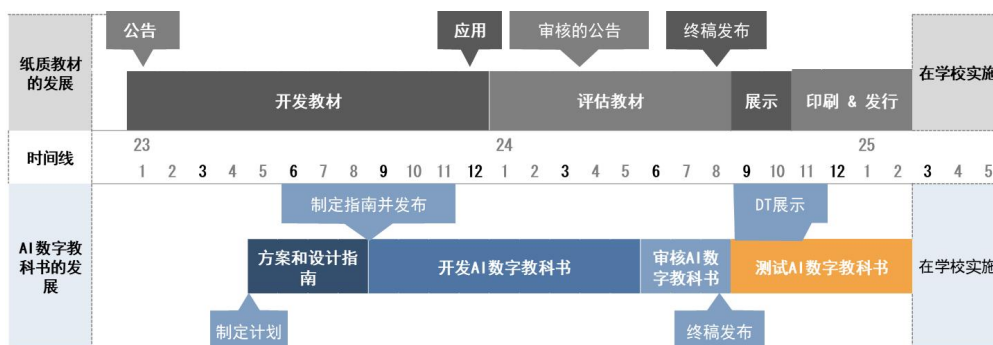 公告
应用
审核的公告
终稿发布
纸质教材
的发展
开发教材
评估教材
展示
印刷 & 发行
在学校实施
时间线
23
24
25
1 2 3 4 5 6 7 8 9 10 11 12 1 2 3 4 5 6 7 8 9 10 11 12 1 2 3 4 5
制定指南并发布
DT展示
AI数字教
科书的发
展
方案和设计指
南
开发AI数字教科书
审核AI数
字教科书
测试AI数字教科书
在学校实施
制定计划
终稿发布